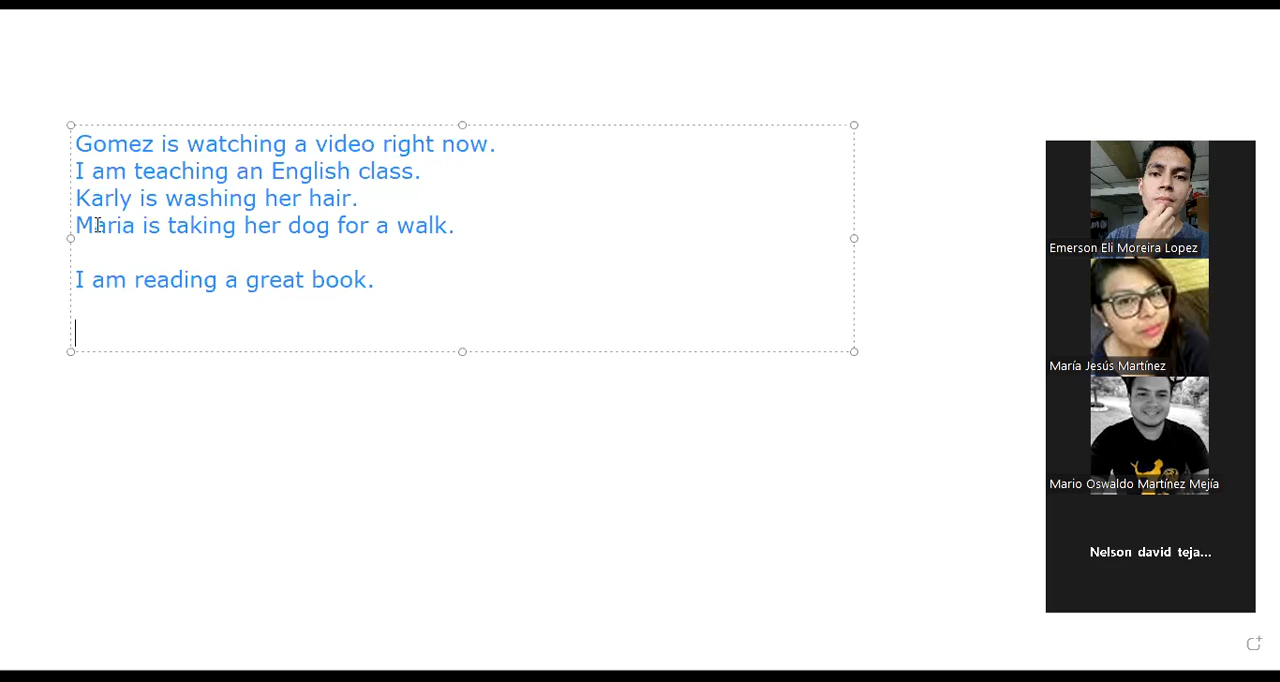 Gomez is watching a video right now.
I am teaching an English class.
Karly is washing her hair.
Maria is taking her dog for a walk.
I am reading a great book.
Emerson Eli Moreira Lopez
María Jesús Martínez
Mario Oswaldo Martínez Mejía
Nelson david teja...